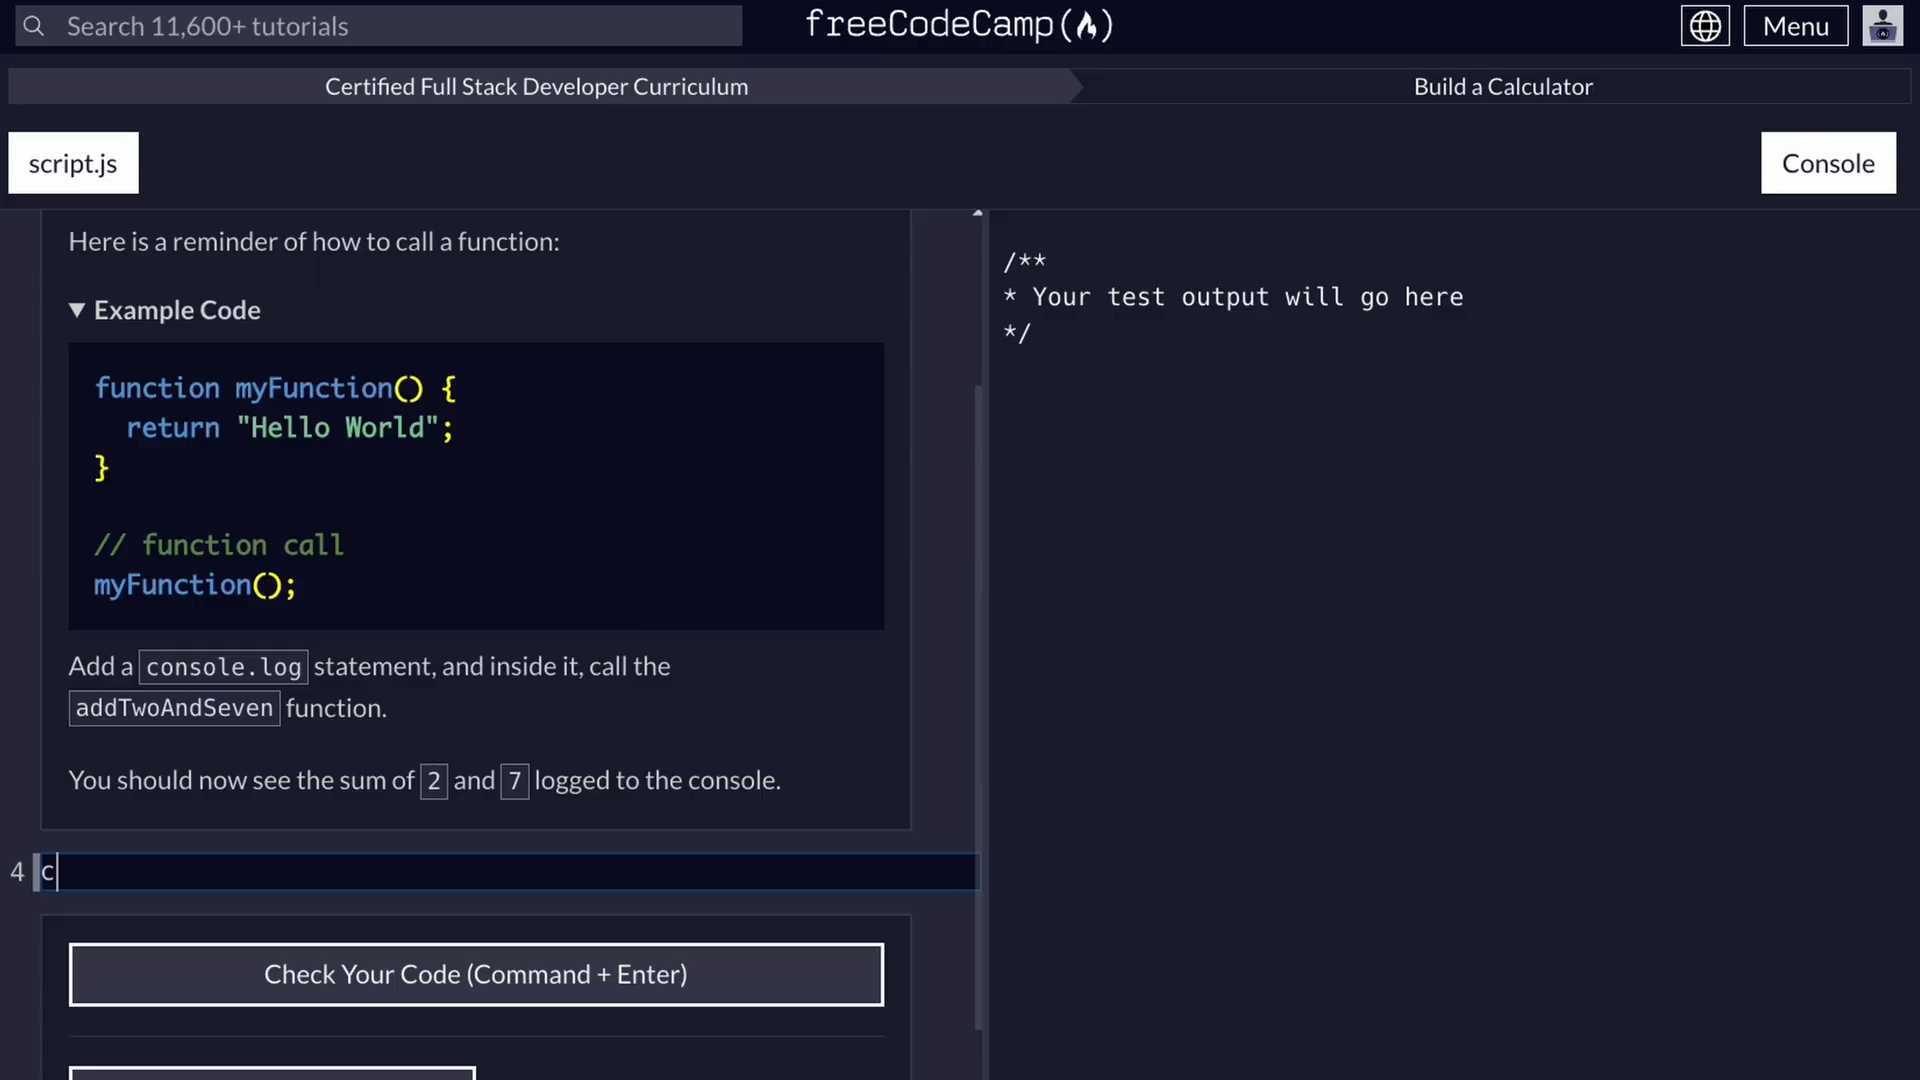 Search 11,600+ tutorials
freeCodeCamp
Menu
Certified Full Stack Developer Curriculum
Build a Calculator
script.js
Console
Here is a reminder of how to call a function:
▼ Example Code
function myFunction() {
  return "Hello World";
}
// function call
myFunction();
Add a console.log statement, and inside it, call the
addTwoAndSeven function.
You should now see the sum of 2 and 7 logged to the console.
4 c
Check Your Code (Command + Enter)
/**
* Your test output will go here
*/